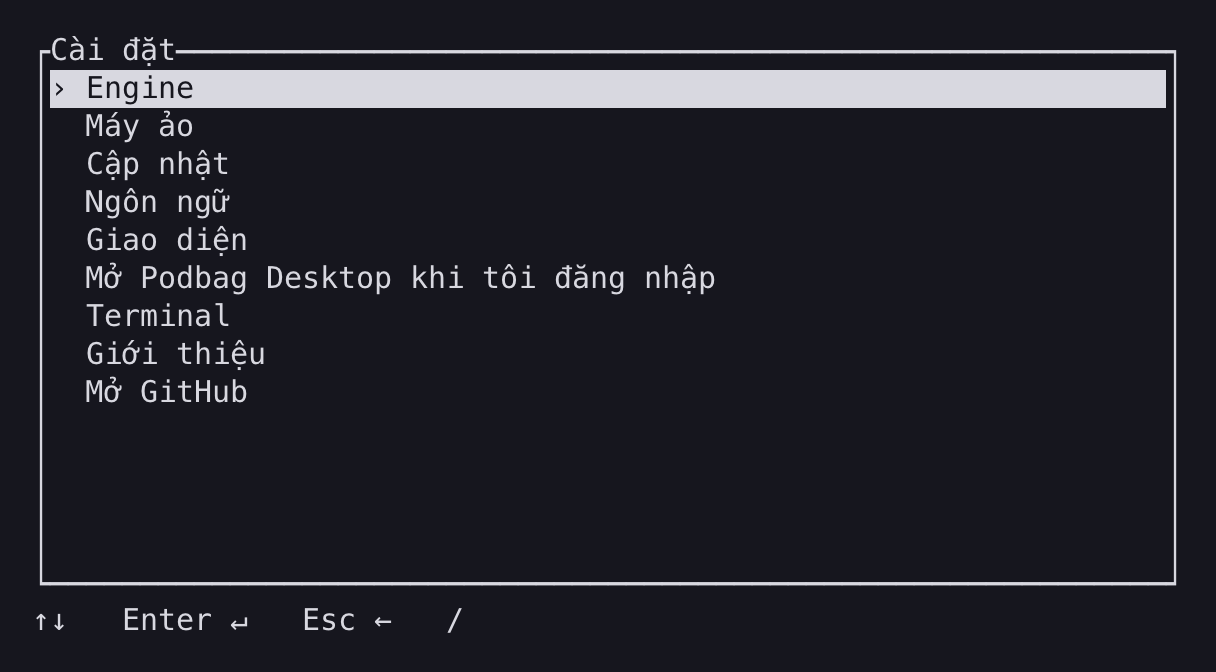 Cài đặt
› Engine
Máy ảo
Cập nhật
Ngôn ngữ
Giao diện
Mở Podbag Desktop khi tôi đăng nhập
Terminal
Giới thiệu
Mở GitHub
↑↓ Enter ↵ Esc ← /